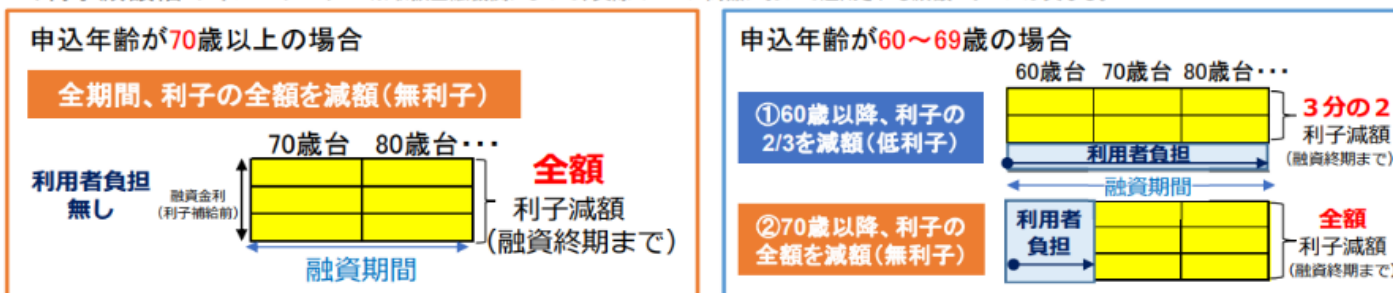 申込年齢が70歳以上の場合
全期間、利子の全額を減額(無利子)
70歳台 80歳台・・・
利用者負担
無し
融資金利
(利子補給前)
全額
利子減額
(融資終期まで)
融資期間
申込年齢が60～69歳の場合
60歳台 70歳台 80歳台・・・
①60歳以降、利子の
2/3を減額(低利子)
３分の２
利子減額
(融資終期まで)
利用者負担
融資期間
②70歳以降、利子の
全額を減額(無利子)
利用者
負担
全額
利子減額
(融資終期まで)